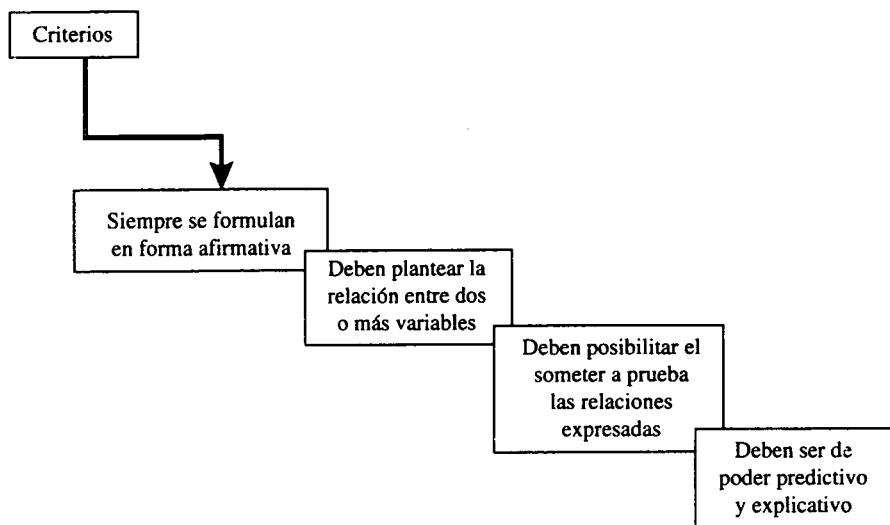 Criterios
Siempre se formulan
en forma afirmativa
Deben plantear la
relación entre dos
o más variables
Deben posibilitar el
someter a prueba
las relaciones
expresadas
Deben ser de
poder predictivo
y explicativo